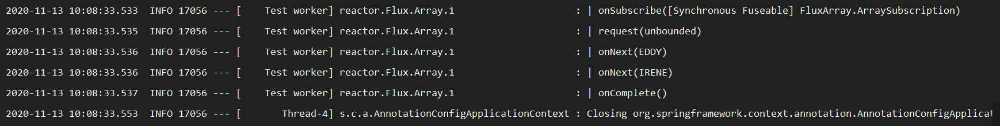 2020-11-13 10:08:33.533  INFO 17056 --- [    Test worker] reactor.Flux.Array.1                     : | onSubscribe([Synchronous Fuseable] FluxArray.ArraySubscription)
2020-11-13 10:08:33.535  INFO 17056 --- [    Test worker] reactor.Flux.Array.1                     : | request(unbounded)
2020-11-13 10:08:33.536  INFO 17056 --- [    Test worker] reactor.Flux.Array.1                     : | onNext(EDDY)
2020-11-13 10:08:33.536  INFO 17056 --- [    Test worker] reactor.Flux.Array.1                     : | onNext(IRENE)
2020-11-13 10:08:33.537  INFO 17056 --- [    Test worker] reactor.Flux.Array.1                     : | onComplete()
2020-11-13 10:08:33.553  INFO 17056 --- [       Thread-4] s.c.a.AnnotationConfigApplicationContext : Closing org.springframework.context.annotation.AnnotationConfigApplicat